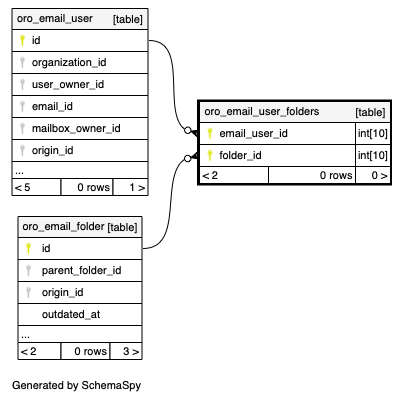 oro_email_user [table]
id
organization_id
user_owner_id
email_id
mailbox_owner_id
origin_id
...
< 5 0 rows 1 >
oro_email_user_folders [table]
email_user_id int[10]
folder_id int[10]
< 2 0 rows 0 >
oro_email_folder [table]
id
parent_folder_id
origin_id
outdated_at
...
< 2 0 rows 3 >
Generated by SchemaSpy